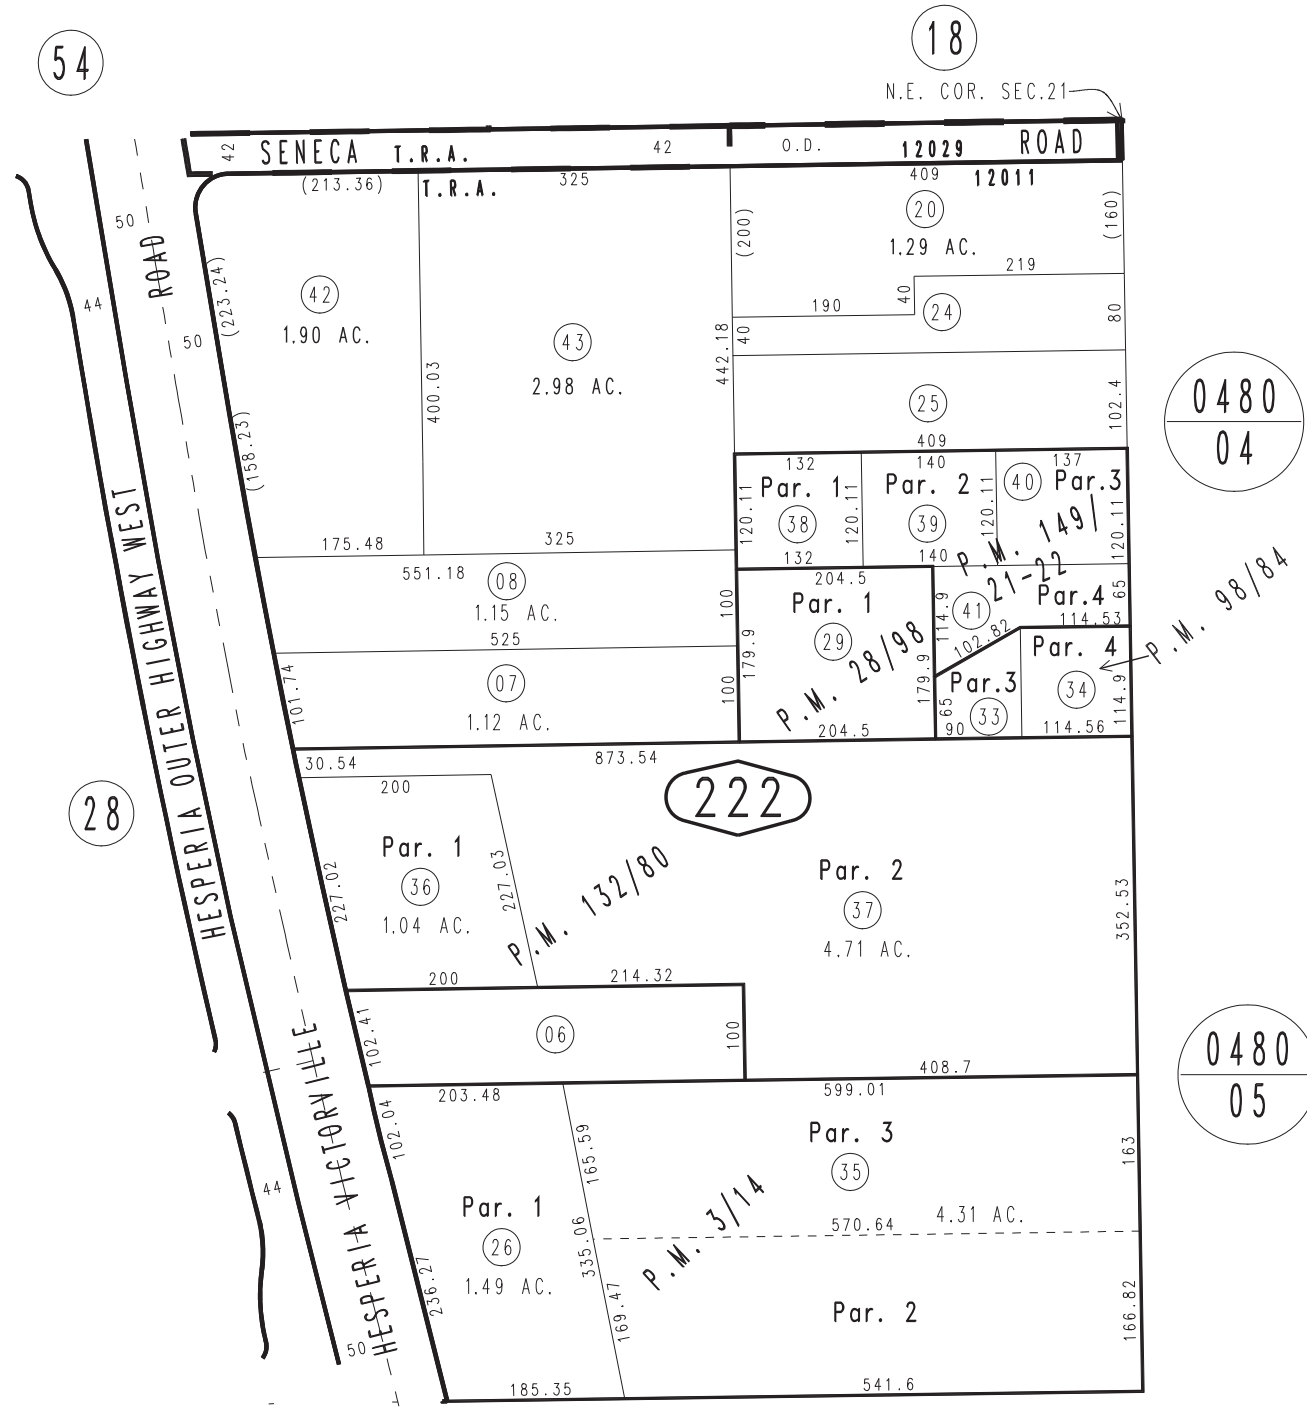 54
18
N.E. COR. SEC.21
42
SENECA
T.R.A.
42
O.D.
12029
ROAD
(213.36)
T.R.A.
325
409
12011
50
ROAD
44
50
(223.24)
(158.23)
42
1.90 AC.
400.03
43
2.98 AC.
442.18
(200)
20
1.29 AC.
(160)
219
190
40
24
40
80
25
102.4
409
0480
04
132
140
137
Par. 1
Par. 2
40
Par.3
120.11
38
120.11
39
120.11
120.11
132
140
P.M. 149/
21-22
175.48
325
551.18
08
1.15 AC.
100
525
101.74
07
1.12 AC.
100
204.5
Par. 1
29
179.9
P.M. 28/98
179.9
204.5
114.9
41
Par.4
65
102.82
114.53
P.M. 98/84
Par.3
33
65
90
Par. 4
34
114.9
114.56
HESPERIA OUTER HIGHWAY WEST
28
30.54
873.54
200
222
Par. 1
36
1.04 AC.
227.02
227.03
P.M. 132/80
Par. 2
37
4.71 AC.
352.53
200
214.32
102.41
06
100
408.7
0480
05
203.48
599.01
102.04
HESPERIA VICTORVILLE
165.59
Par. 3
35
163
4.31 AC.
570.64
44
Par. 1
26
1.49 AC.
335.06
P.M. 3/14
236.27
169.47
Par. 2
166.82
50
185.35
541.6